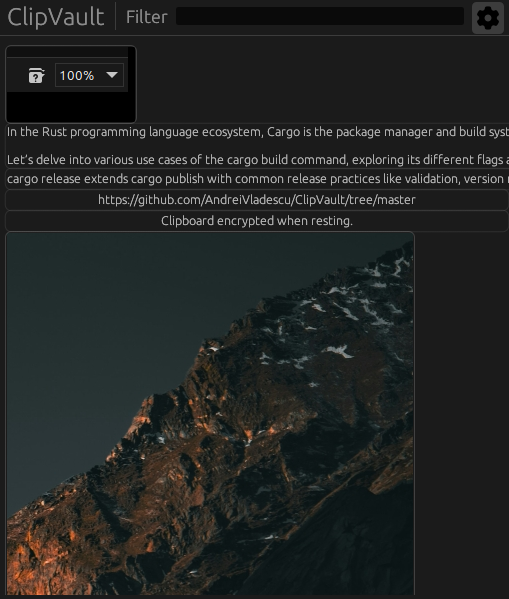 ClipVault
Filter
100%
In the Rust programming language ecosystem, Cargo is the package manager and build syst
Let’s delve into various use cases of the cargo build command, exploring its different flags a
cargo release extends cargo publish with common release practices like validation, version
https://github.com/AndreiVladescu/ClipVault/tree/master
Clipboard encrypted when resting.